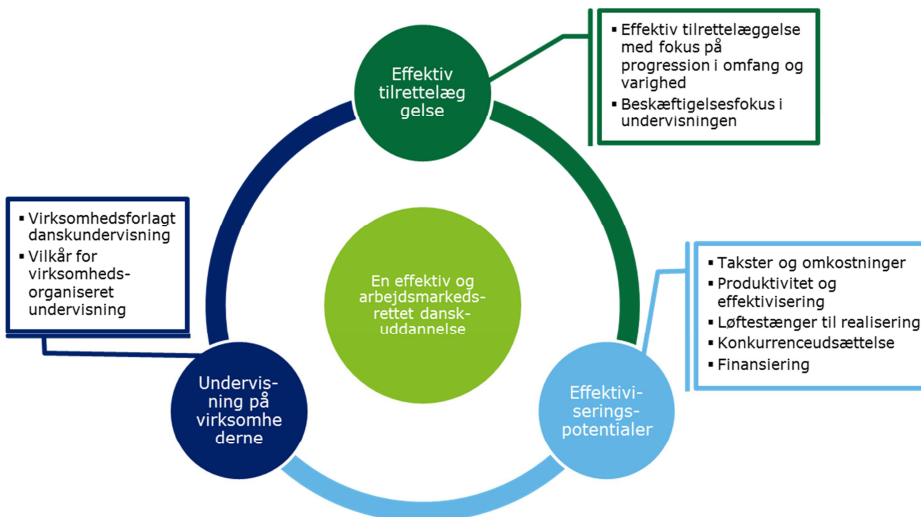 Effektiv
tilrettelæg
gelse
▪ Effektiv tilrettelæggelse
med fokus på
progression i omfang og
varighed
▪ Beskæftigelsesfokus i
undervisningen
▪ Virksomhedsforlagt
danskundervisning
▪ Vilkår for
virksomheds-
organiseret
undervisning
En effektiv og
arbejdsmarkeds-
rettet dansk-
uddannelse
▪ Takster og omkostninger
▪ Produktivitet og
effektivisering
▪ Løftestænger til realisering
▪ Konkurrenceudsættelse
▪ Finansiering
Undervis-
ning på
virksomhe
derne
Effektivi-
serings-
potentialer